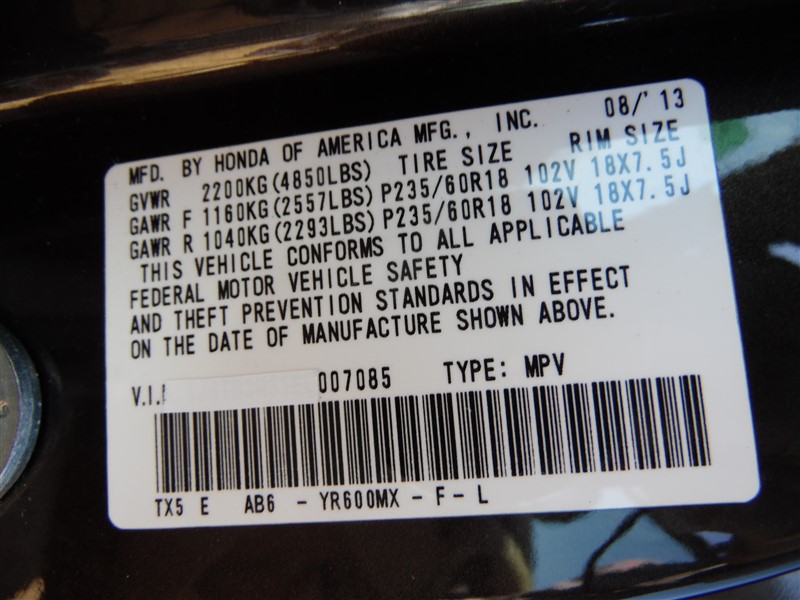 08/'13
MFD. BY HONDA OF AMERICA MFG., INC.
GVWR 2200KG(4850LBS) TIRE SIZE RIM SIZE
GAWR F 1160KG(2557LBS) P235/60R18 102V 18X7.5J
GAWR R 1040KG(2293LBS) P235/60R18 102V 18X7.5J
THIS VEHICLE CONFORMS TO ALL APPLICABLE
FEDERAL MOTOR VEHICLE SAFETY
AND THEFT PREVENTION STANDARDS IN EFFECT
ON THE DATE OF MANUFACTURE SHOWN ABOVE.
V.I. 007085 TYPE: MPV
TX5 E AB6 - YR600MX - F - L